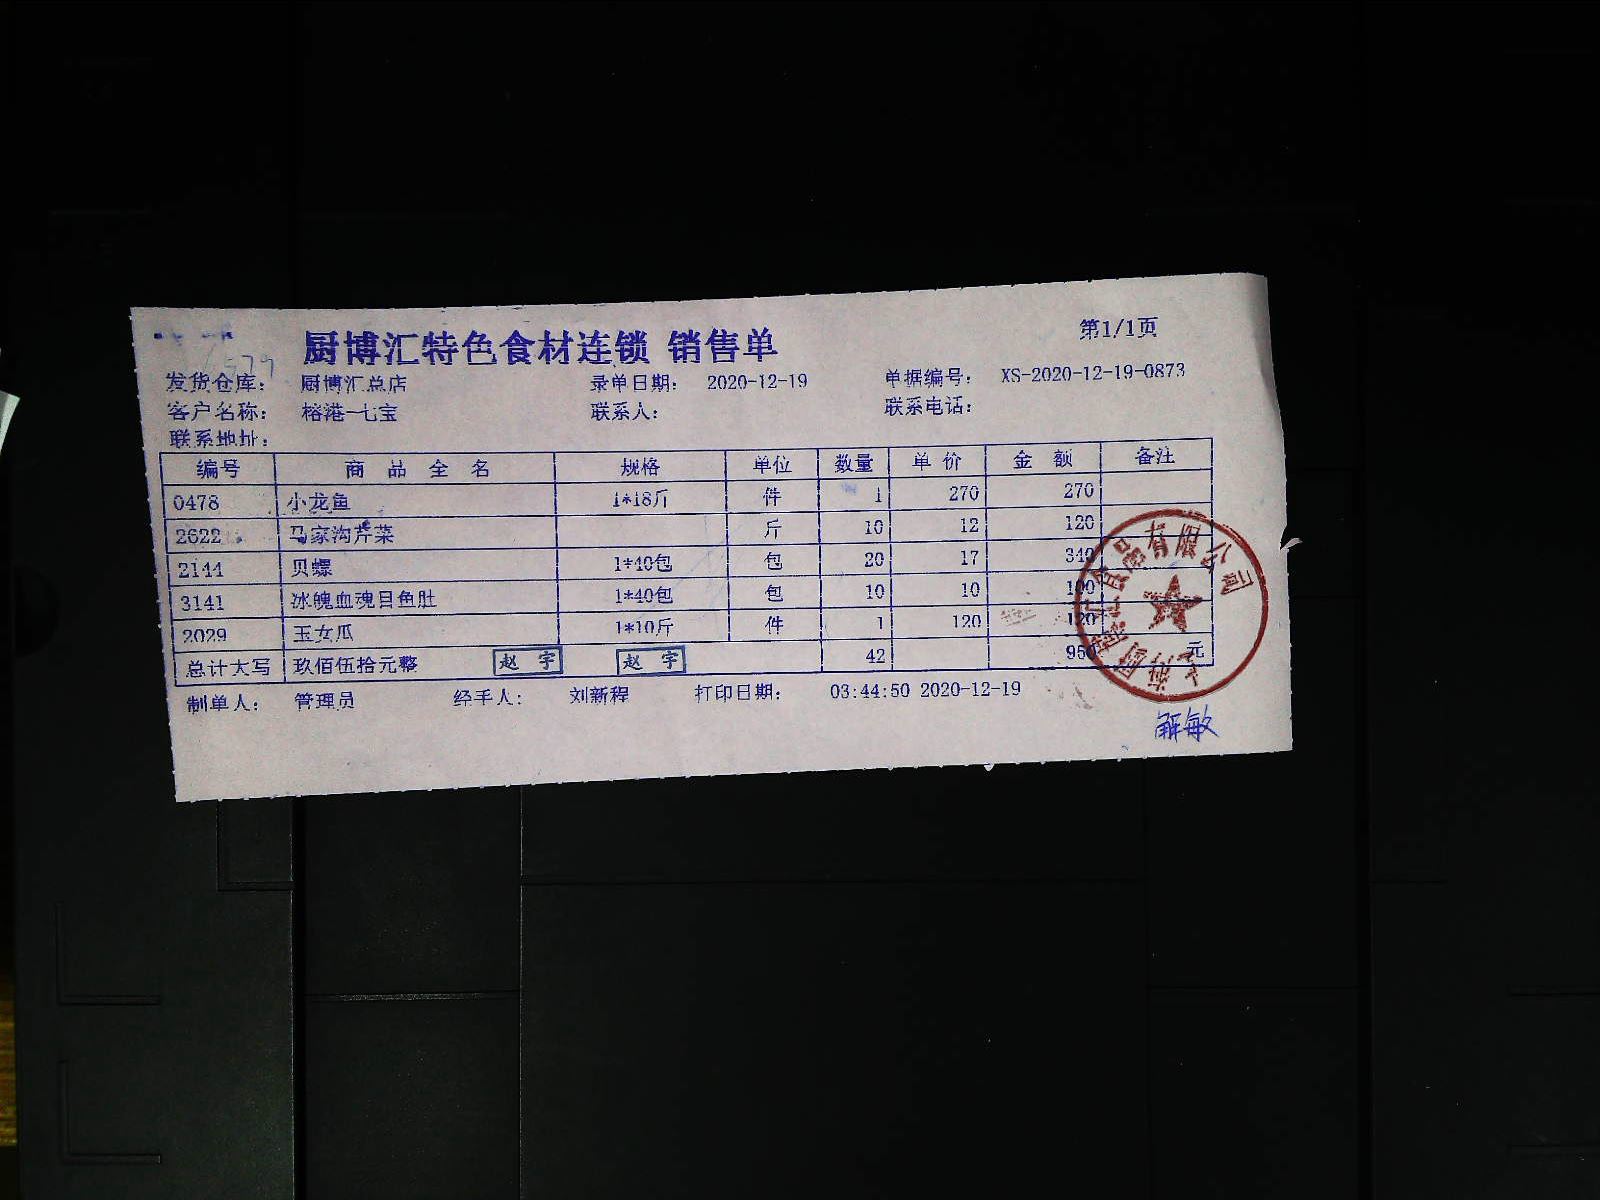 厨博汇特色食材连锁 销售单 第1/1页
发货仓库： 厨博汇总店 录单日期： 2020-12-19 单据编号： XS-2020-12-19-0873
客户名称： 榕港-七宝 联系人： 联系电话：
联系地址：
编号 商品全名 规格 单位 数量 单价 金额 备注
0478 小龙鱼 1*18斤 件 1 270 270
2622 马家沟芹菜 斤 10 12 120
2144 贝螺 1*40包 包 20 17 340
3141 冰魄血魂目鱼肚 1*40包 包 10 10 100
2029 玉女瓜 1*10斤 件 1 120 120
总计大写 玖佰伍拾元整 赵宇 赵宇 42 950 元
制单人： 管理员 经手人： 刘新程 打印日期： 03:44:50 2020-12-19
解敏